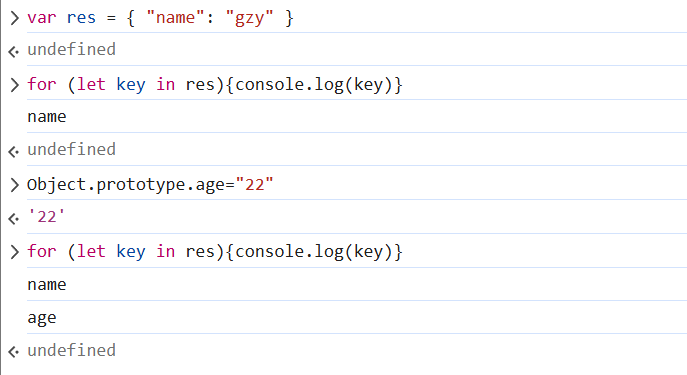 var res = { "name": "gzy" }
undefined
for (let key in res){console.log(key)}
name
undefined
Object.prototype.age="22"
'22'
for (let key in res){console.log(key)}
name
age
undefined